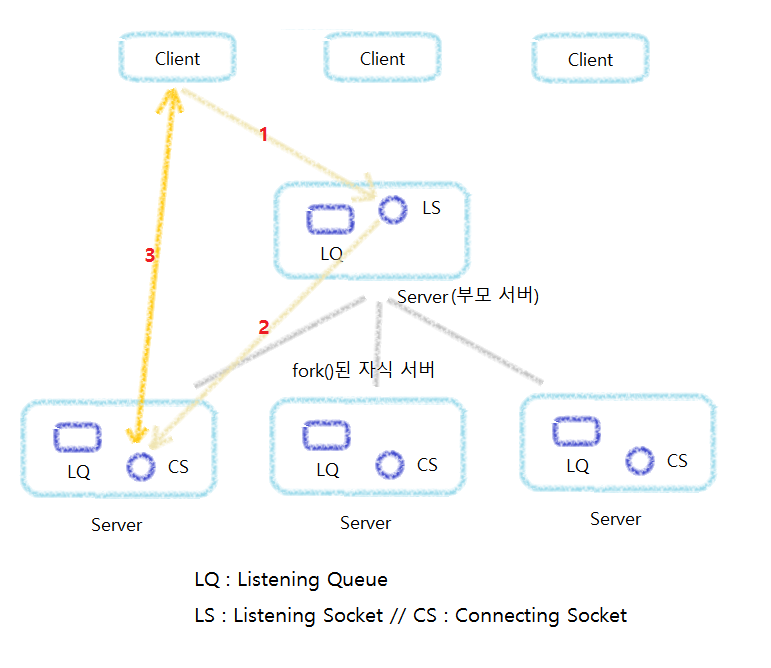 Client
Client
Client
1
LS
LQ
3
Server (부모 서버)
2
fork()된 자식 서버
LQ
CS
LQ
CS
LQ
CS
Server
Server
Server
LQ : Listening Queue
LS : Listening Socket // CS : Connecting Socket